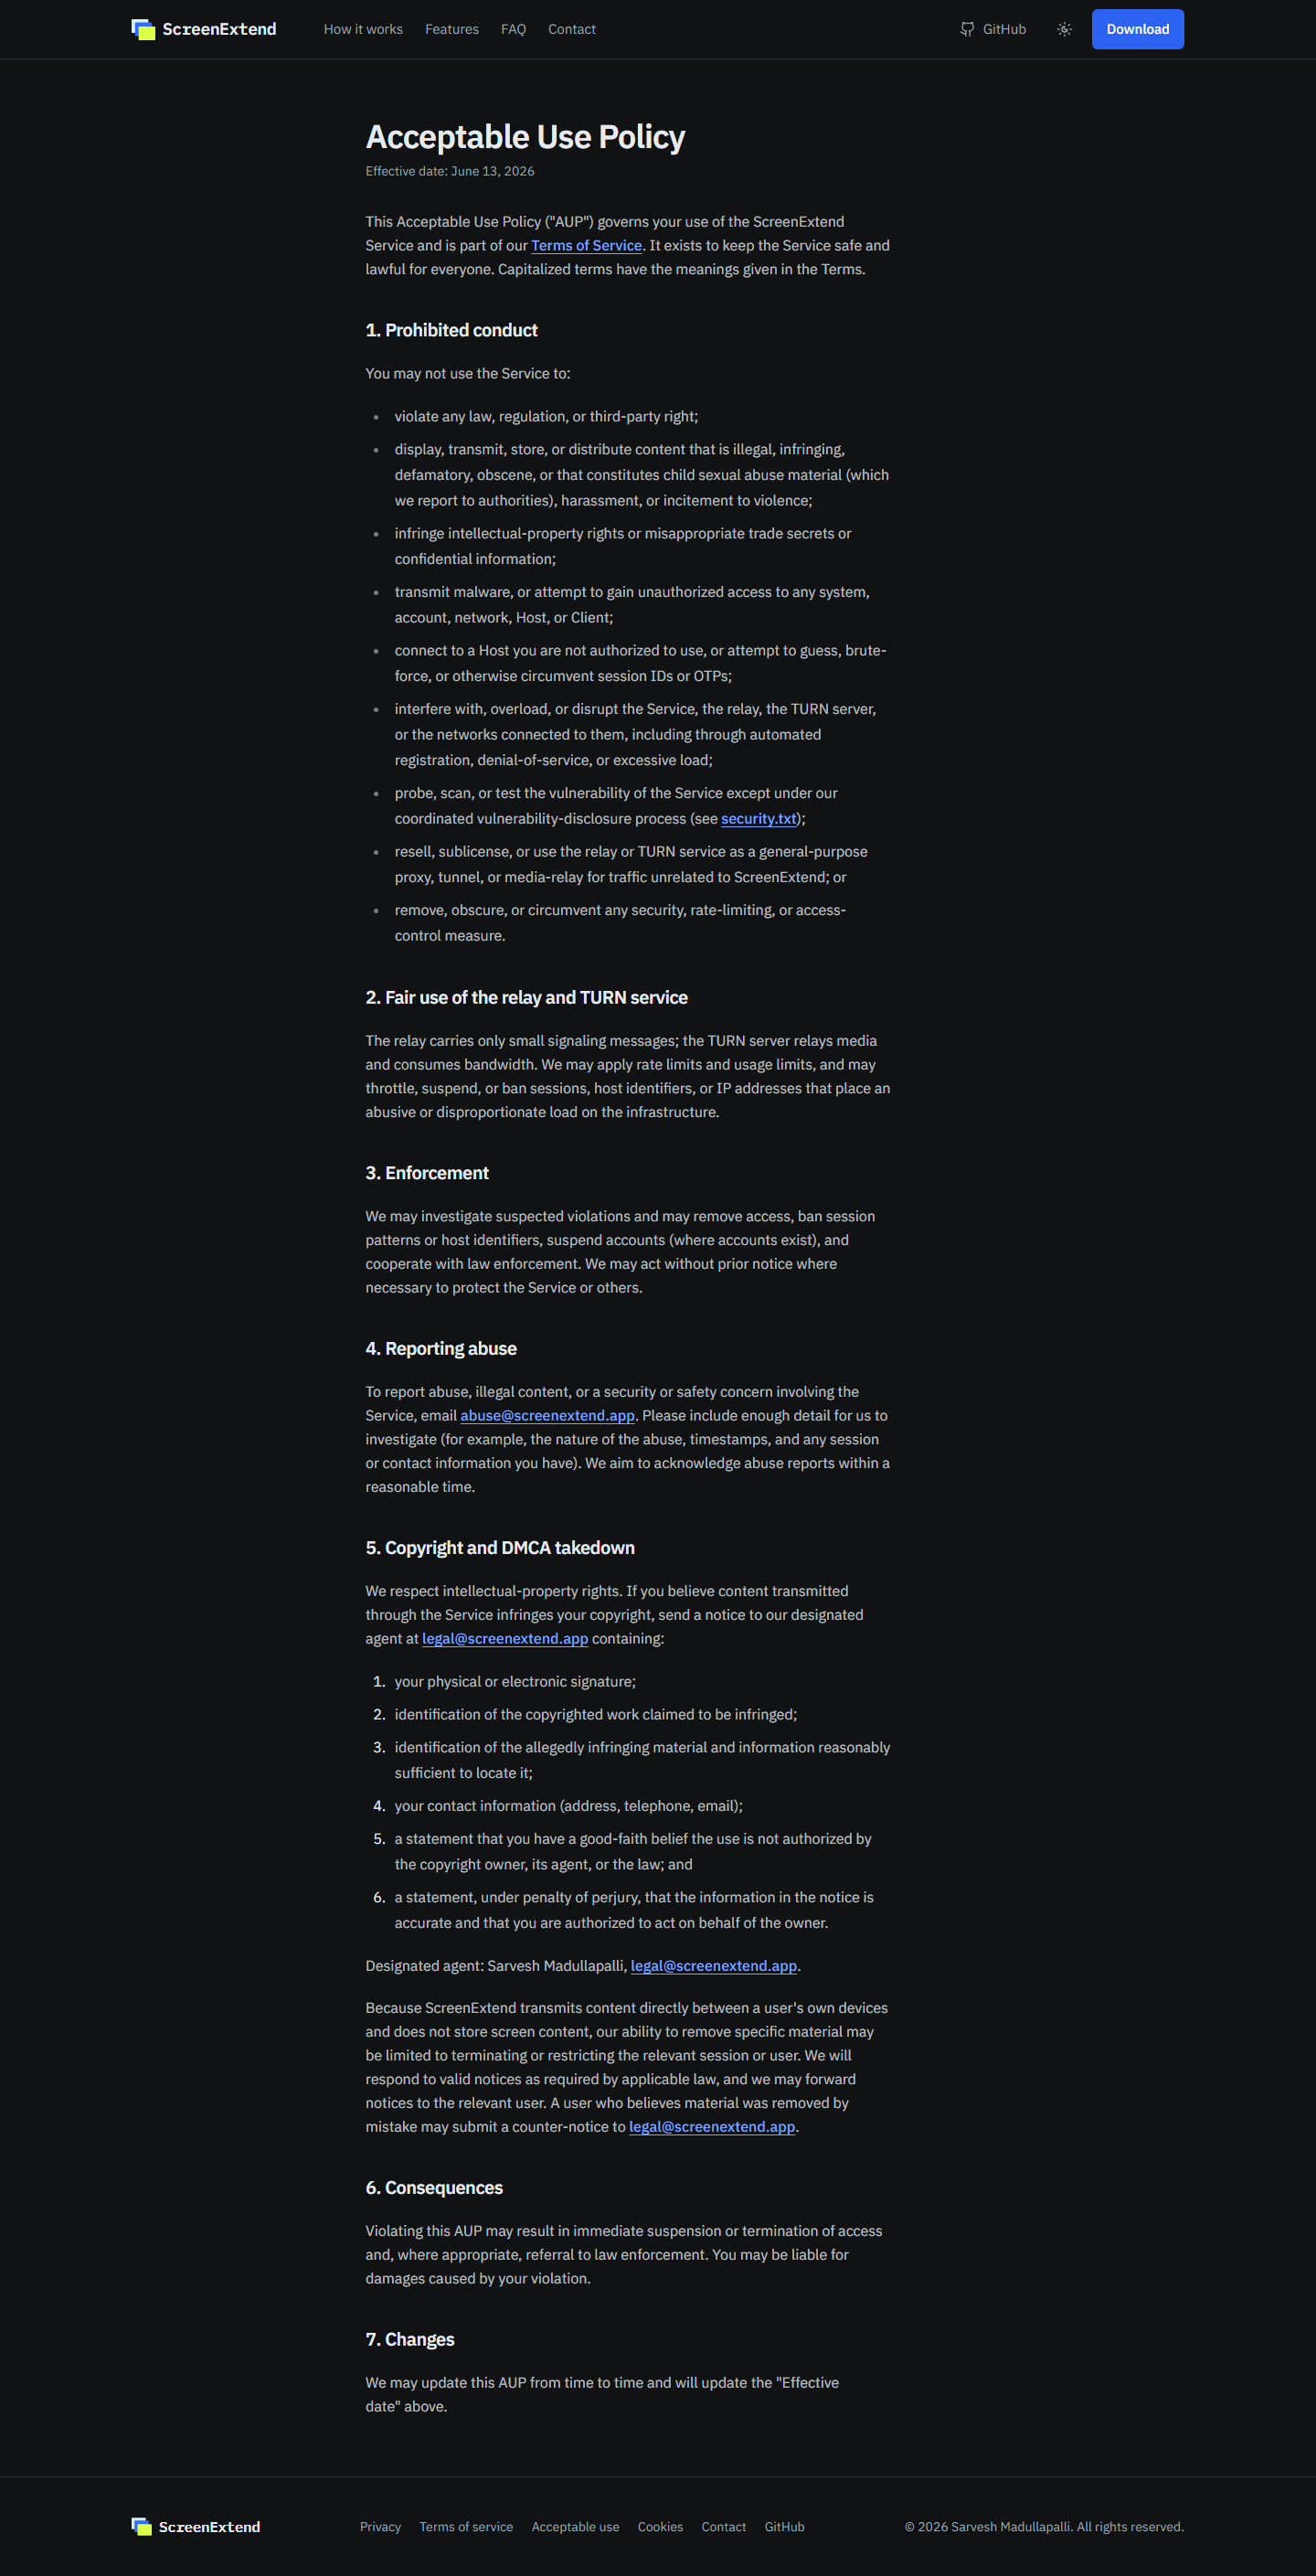 ScreenExtend
How it works
Features
FAQ
Contact
GitHub
Download
Acceptable Use Policy
Effective date: June 13, 2026
This Acceptable Use Policy ("AUP") governs your use of the ScreenExtend
Service and is part of our Terms of Service. It exists to keep the Service safe and
lawful for everyone. Capitalized terms have the meanings given in the Terms.
1. Prohibited conduct
You may not use the Service to:
• violate any law, regulation, or third-party right;
• display, transmit, store, or distribute content that is illegal, infringing,
defamatory, obscene, or that constitutes child sexual abuse material (which
we report to authorities), harassment, or incitement to violence;
• infringe intellectual-property rights or misappropriate trade secrets or
confidential information;
• transmit malware, or attempt to gain unauthorized access to any system,
account, network, Host, or Client;
• connect to a Host you are not authorized to use, or attempt to guess, brute-
force, or otherwise circumvent session IDs or OTPs;
• interfere with, overload, or disrupt the Service, the relay, the TURN server,
or the networks connected to them, including through automated
registration, denial-of-service, or excessive load;
• probe, scan, or test the vulnerability of the Service except under our
coordinated vulnerability-disclosure process (see security.txt);
• resell, sublicense, or use the relay or TURN service as a general-purpose
proxy, tunnel, or media-relay for traffic unrelated to ScreenExtend; or
• remove, obscure, or circumvent any security, rate-limiting, or access-
control measure.
2. Fair use of the relay and TURN service
The relay carries only small signaling messages; the TURN server relays media
and consumes bandwidth. We may apply rate limits and usage limits, and may
throttle, suspend, or ban sessions, host identifiers, or IP addresses that place an
abusive or disproportionate load on the infrastructure.
3. Enforcement
We may investigate suspected violations and may remove access, ban session
patterns or host identifiers, suspend accounts (where accounts exist), and
cooperate with law enforcement. We may act without prior notice where
necessary to protect the Service or others.
4. Reporting abuse
To report abuse, illegal content, or a security or safety concern involving the
Service, email abuse@screenextend.app. Please include enough detail for us to
investigate (for example, the nature of the abuse, timestamps, and any session
or contact information you have). We aim to acknowledge abuse reports within a
reasonable time.
5. Copyright and DMCA takedown
We respect intellectual-property rights. If you believe content transmitted
through the Service infringes your copyright, send a notice to our designated
agent at legal@screenextend.app containing:
1. your physical or electronic signature;
2. identification of the copyrighted work claimed to be infringed;
3. identification of the allegedly infringing material and information reasonably
sufficient to locate it;
4. your contact information (address, telephone, email);
5. a statement that you have a good-faith belief the use is not authorized by
the copyright owner, its agent, or the law; and
6. a statement, under penalty of perjury, that the information in the notice is
accurate and that you are authorized to act on behalf of the owner.
Designated agent: Sarvesh Madullapalli, legal@screenextend.app.
Because ScreenExtend transmits content directly between a user's own devices
and does not store screen content, our ability to remove specific material may
be limited to terminating or restricting the relevant session or user. We will
respond to valid notices as required by applicable law, and we may forward
notices to the relevant user. A user who believes material was removed by
mistake may submit a counter-notice to legal@screenextend.app.
6. Consequences
Violating this AUP may result in immediate suspension or termination of access
and, where appropriate, referral to law enforcement. You may be liable for
damages caused by your violation.
7. Changes
We may update this AUP from time to time and will update the "Effective
date" above.
ScreenExtend
Privacy
Terms of service
Acceptable use
Cookies
Contact
GitHub
© 2026 Sarvesh Madullapalli. All rights reserved.